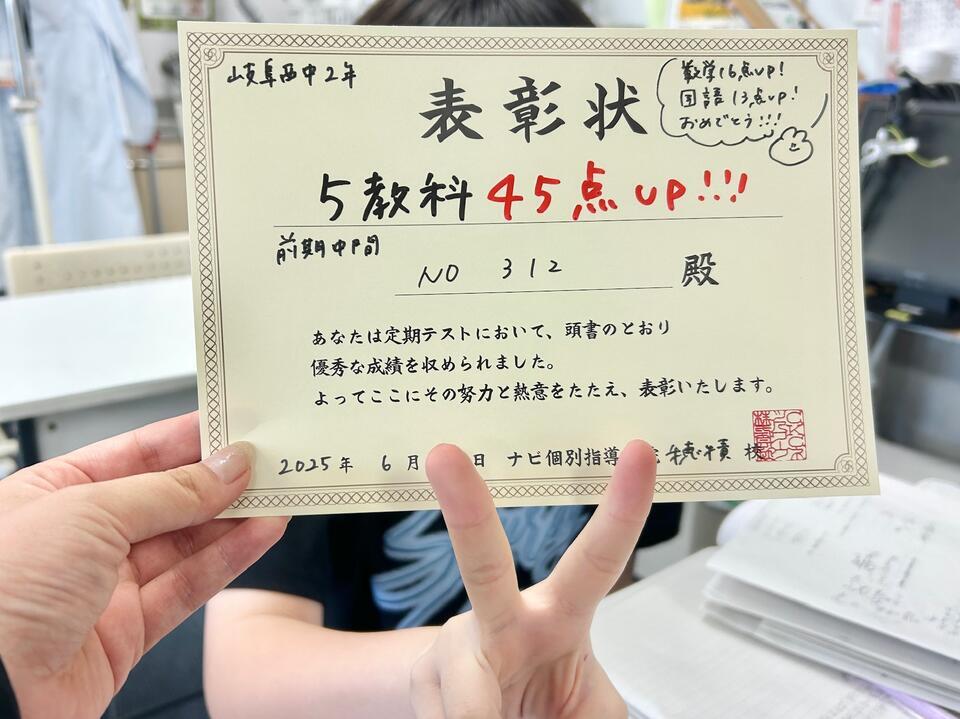 岐阜西中2年
表彰状
数学16点UP!
国語13点UP!
おめでとう!!!
5教科 45点UP!!!
前期中間
NO 312 殿
あなたは定期テストにおいて、頭書のとおり
優秀な成績を収められました。
よってここにその努力と熱意をたたえ、表彰いたします。
2025年 6月 日 ナビ個別指導 穂積 校